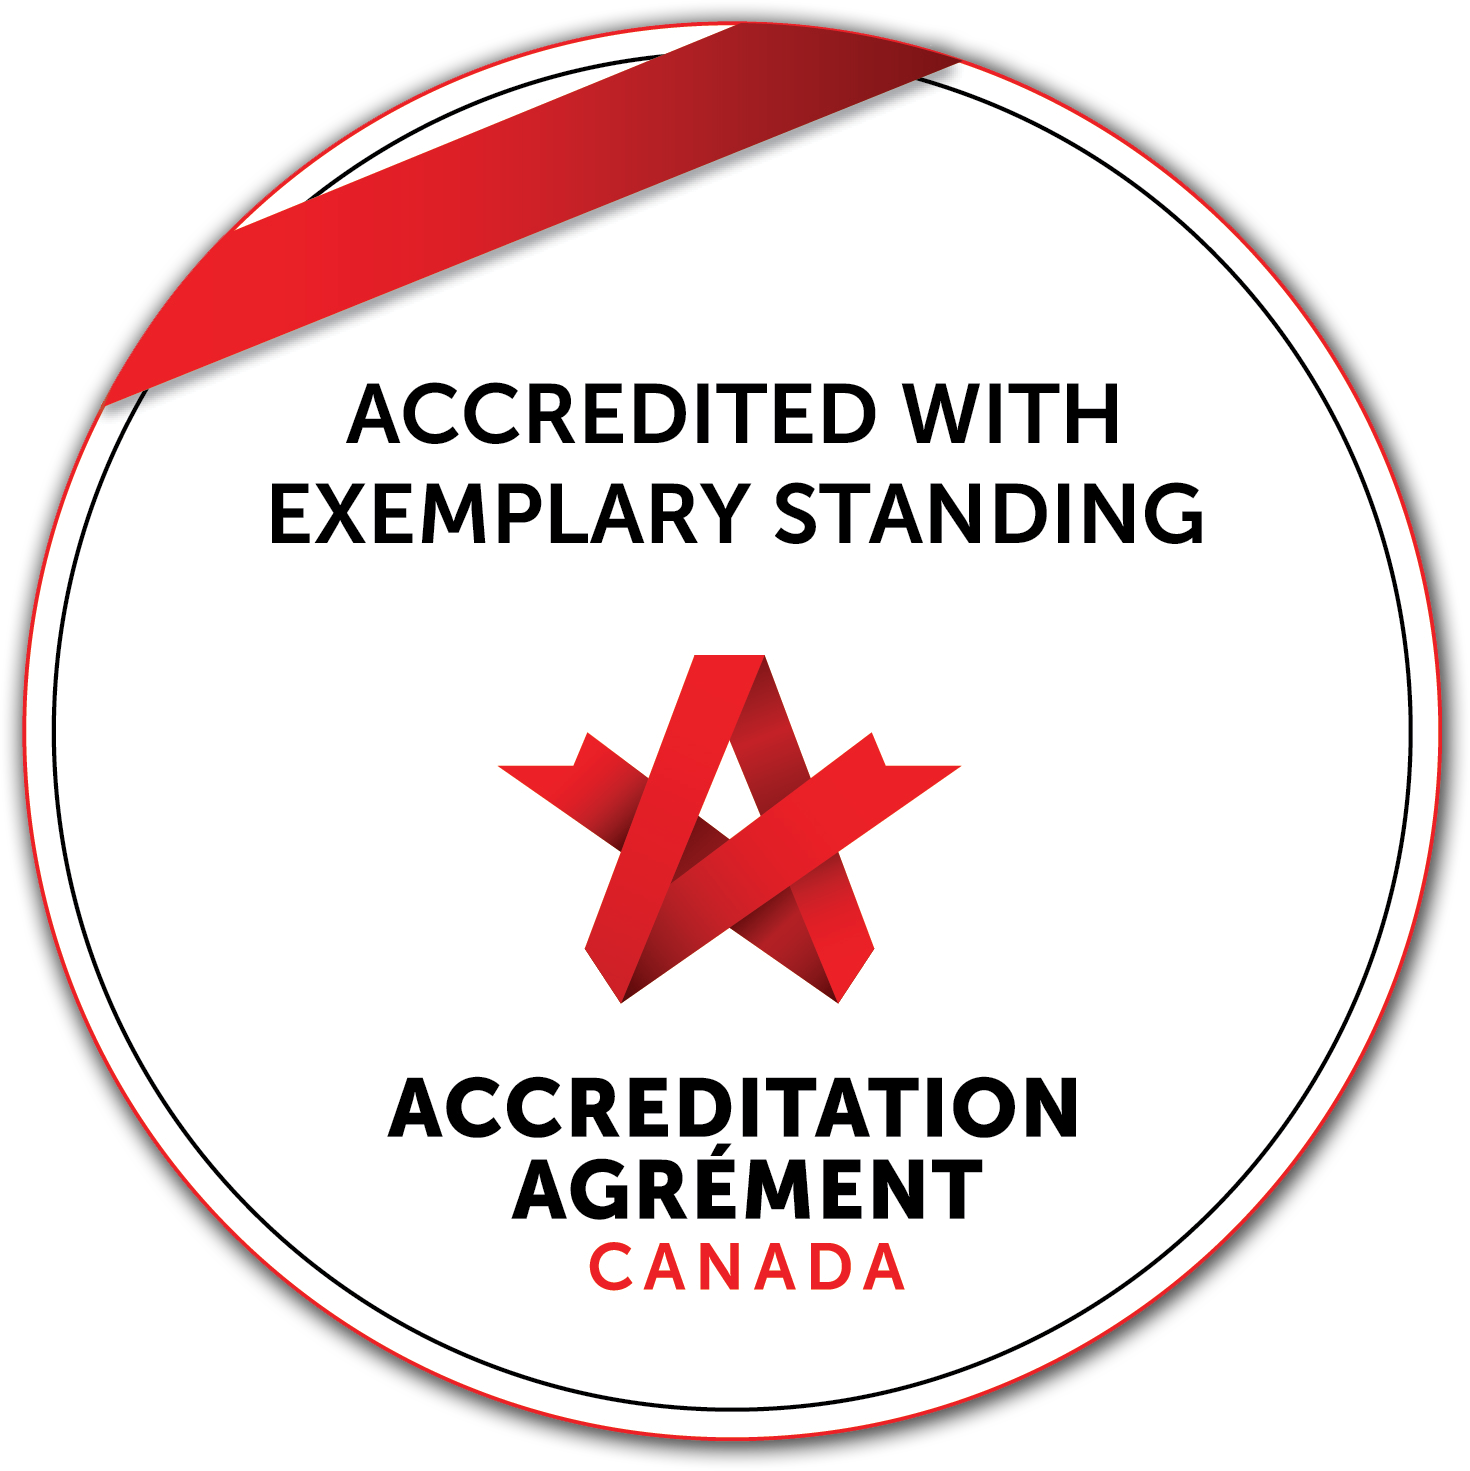 ACCREDITED WITH
EXEMPLARY STANDING
ACCREDITATION
AGRÉMENT
CANADA